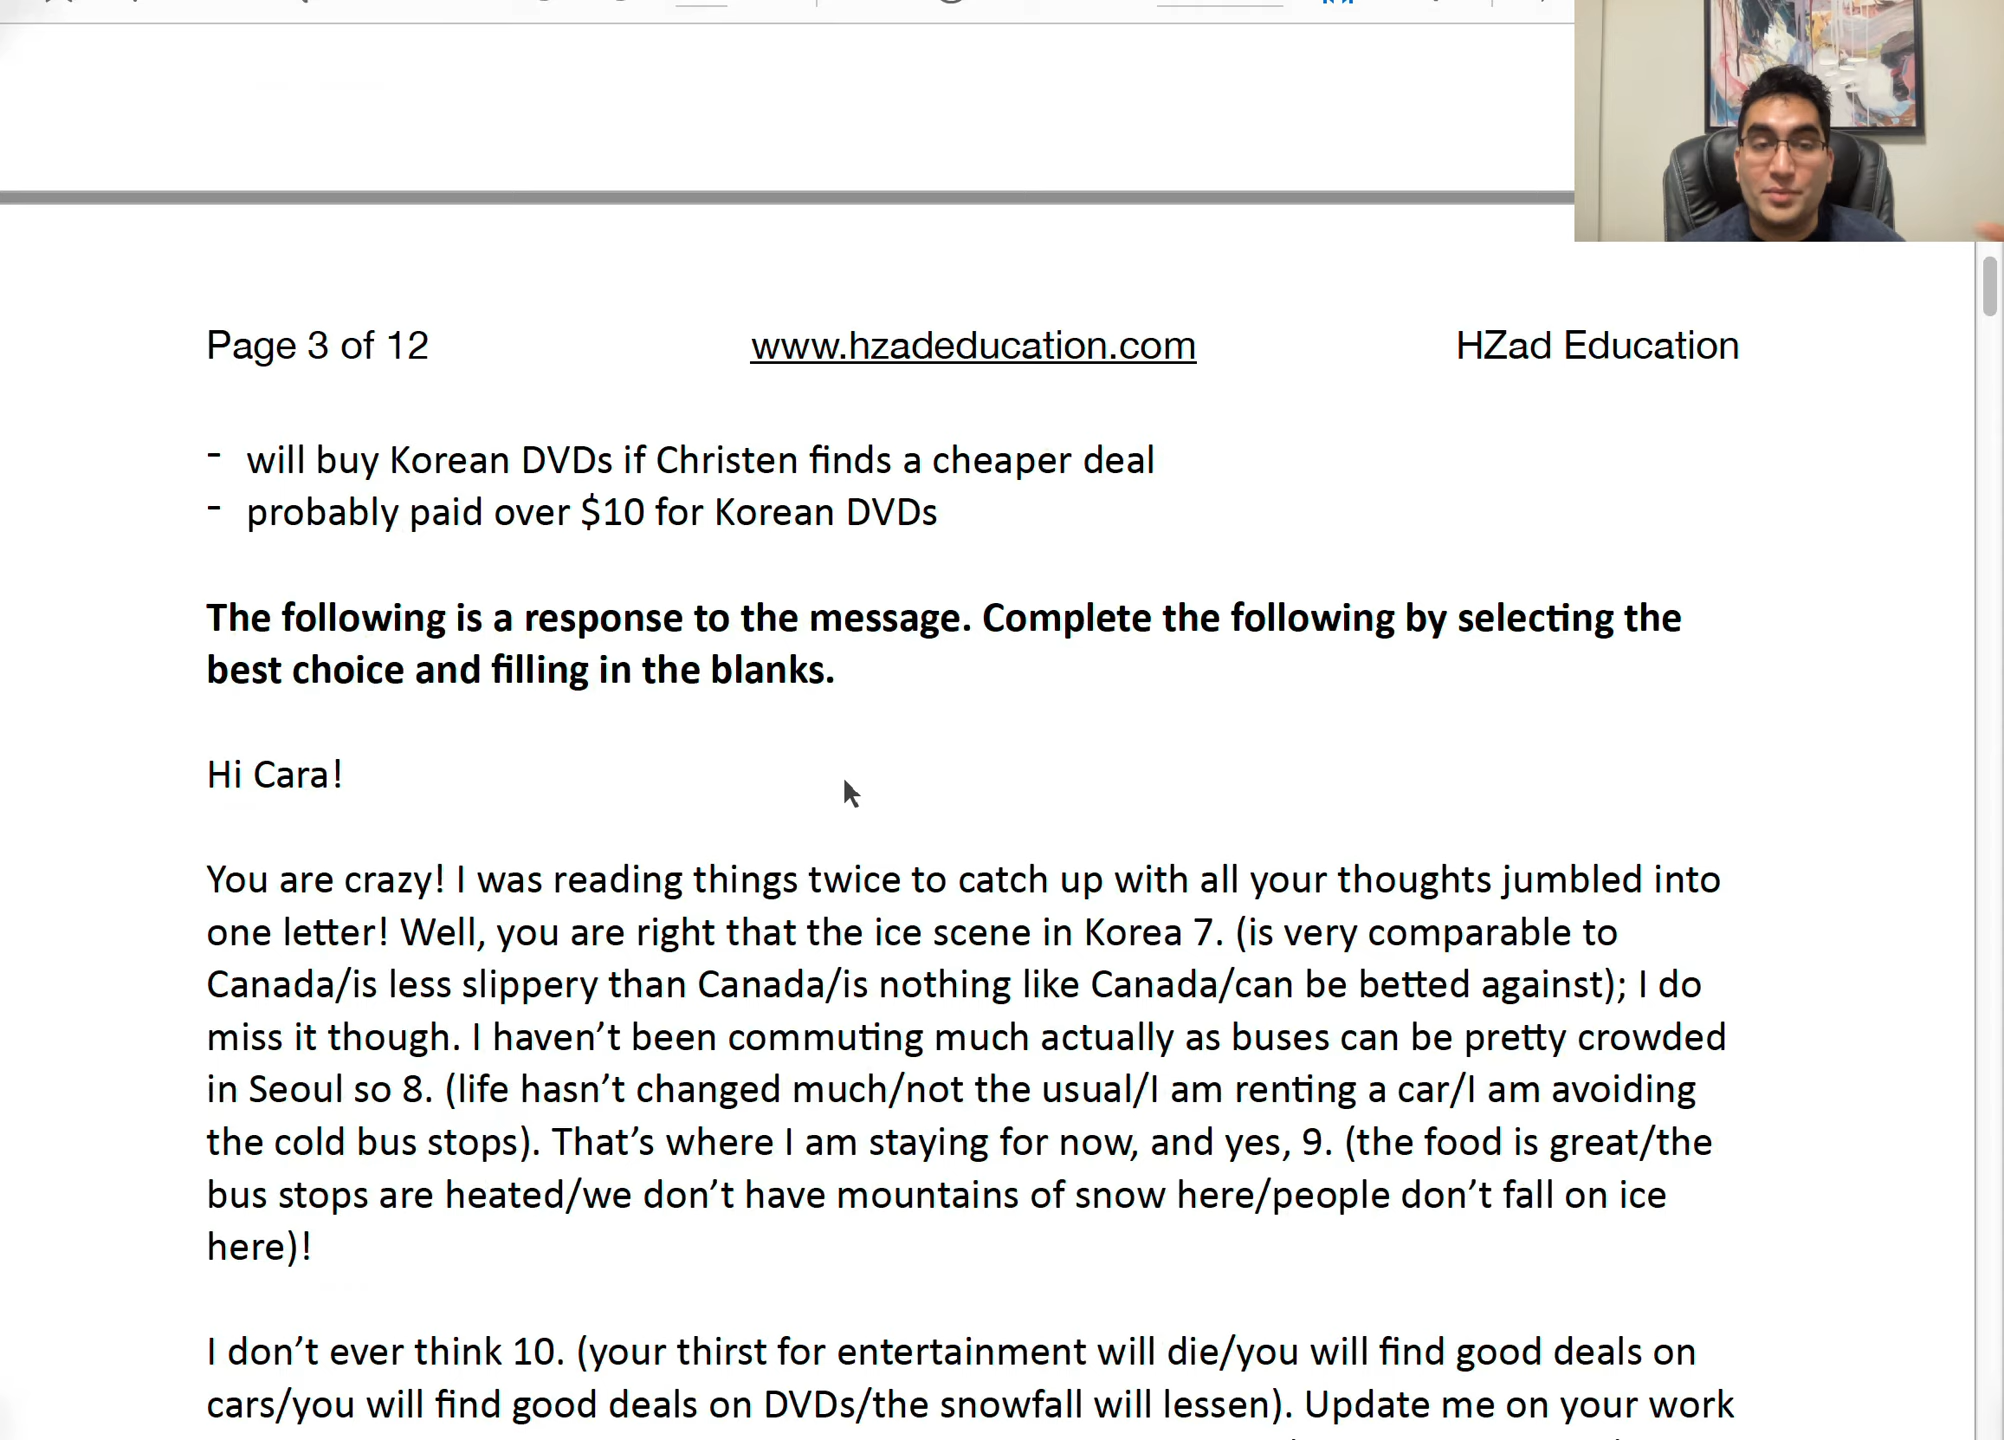 Page 3 of 12 www.hzadeducation.com HZad Education
- will buy Korean DVDs if Christen finds a cheaper deal
- probably paid over $10 for Korean DVDs
The following is a response to the message. Complete the following by selecting the
best choice and filling in the blanks.
Hi Cara!
You are crazy! I was reading things twice to catch up with all your thoughts jumbled into
one letter! Well, you are right that the ice scene in Korea 7. (is very comparable to
Canada/is less slippery than Canada/is nothing like Canada/can be betted against); I do
miss it though. I haven’t been commuting much actually as buses can be pretty crowded
in Seoul so 8. (life hasn’t changed much/not the usual/I am renting a car/I am avoiding
the cold bus stops). That’s where I am staying for now, and yes, 9. (the food is great/the
bus stops are heated/we don’t have mountains of snow here/people don’t fall on ice
here)!
I don’t ever think 10. (your thirst for entertainment will die/you will find good deals on
cars/you will find good deals on DVDs/the snowfall will lessen). Update me on your work